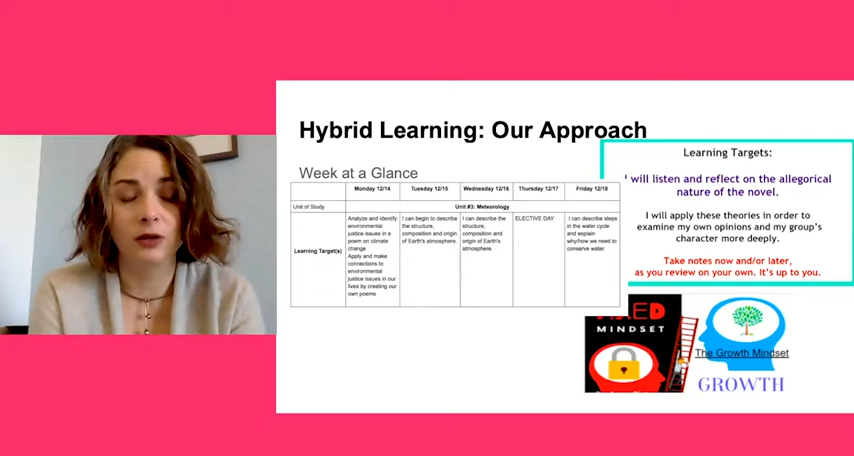 Hybrid Learning: Our Approach
Week at a Glance
Monday 12/14
Tuesday 12/15
Wednesday 12/16
Thursday 12/17
Friday 12/18
Unit of Study
Unit #3: Meteorology
Learning Target(s)
Analyze and identify
environmental
justice issues in a
poem on climate
change
Apply and make
connections to
environmental
justice issues in our
lives by creating our
own poems
I can begin to describe
the structure,
composition and origin
of Earth's atmosphere.
I can describe the
structure,
composition and
origin of Earth's
atmosphere.
ELECTIVE DAY
I can describe steps
in the water cycle
and explain
why/how we need to
conserve water.
Learning Targets:
I will listen and reflect on the allegorical
nature of the novel.
I will apply these theories in order to
examine my own opinions and my group's
character more deeply.
Take notes now and/or later,
as you review on your own. It's up to you.
MINDSET
The Growth Mindset
GROWTH